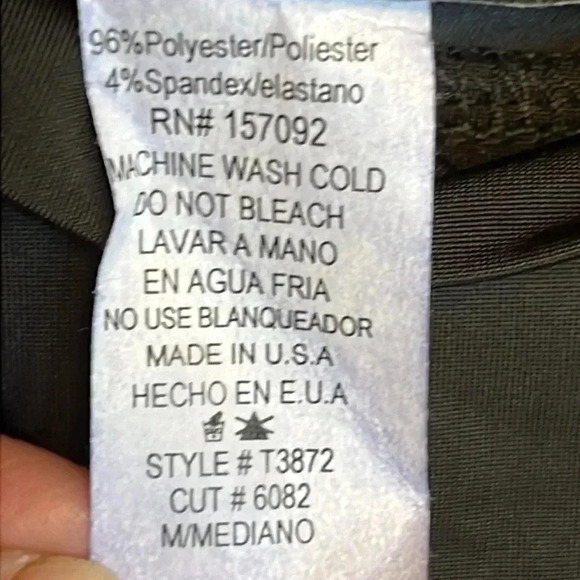 96%Polyester/Poliester
4%Spandex/elastano
RN# 157092
MACHINE WASH COLD
DO NOT BLEACH
LAVAR A MANO
EN AGUA FRIA
NO USE BLANQUEADOR
MADE IN U.S.A
HECHO EN E.U.A
STYLE # T3872
CUT # 6082
M/MEDIANO